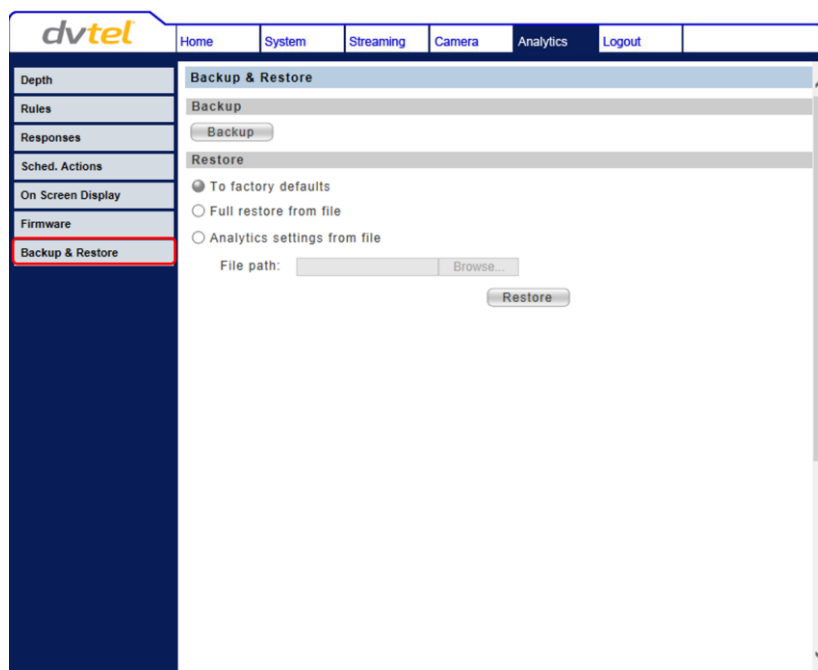 dvtel
Home System Streaming Camera Analytics Logout
Depth
Rules
Responses
Sched. Actions
On Screen Display
Firmware
Backup & Restore
Backup & Restore
Backup
Backup
Restore
To factory defaults
Full restore from file
Analytics settings from file
File path: Browse...
Restore